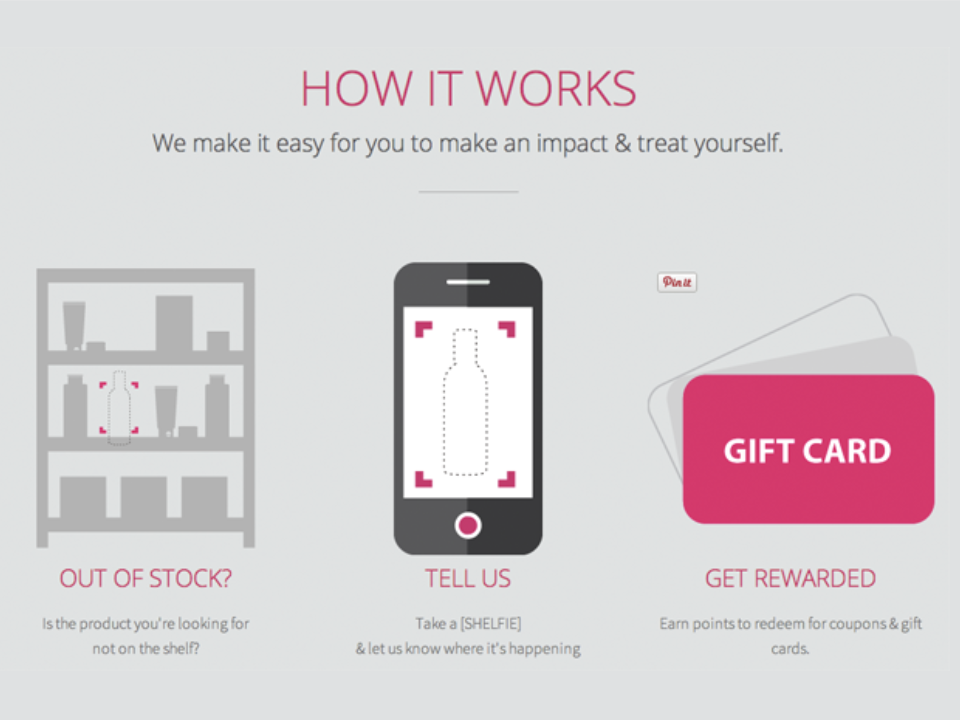 HOW IT WORKS
We make it easy for you to make an impact & treat yourself.
Pin it
GIFT CARD
OUT OF STOCK?
Is the product you're looking for
not on the shelf?
TELL US
Take a [SHELFIE]
& let us know where it's happening
GET REWARDED
Earn points to redeem for coupons & gift
cards.